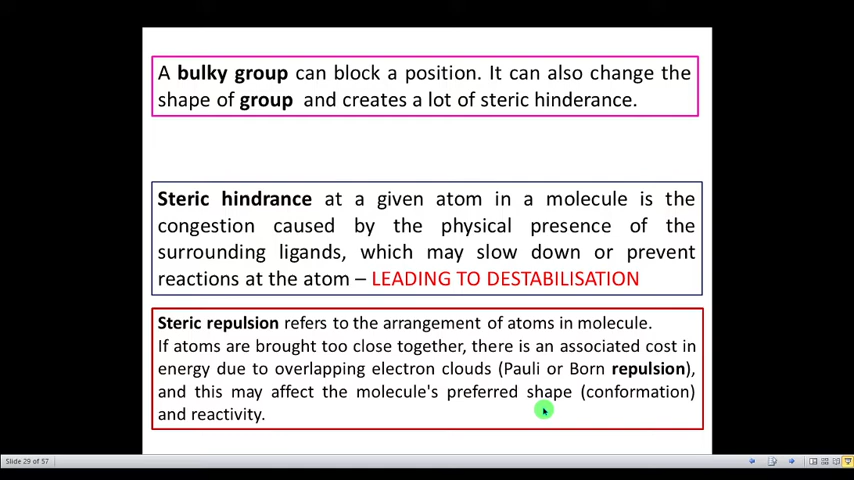 A bulky group can block a position. It can also change the
shape of group and creates a lot of steric hinderance.
Steric hindrance at a given atom in a molecule is the
congestion caused by the physical presence of the
surrounding ligands, which may slow down or prevent
reactions at the atom – LEADING TO DESTABILISATION
Steric repulsion refers to the arrangement of atoms in molecule.
If atoms are brought too close together, there is an associated cost in
energy due to overlapping electron clouds (Pauli or Born repulsion),
and this may affect the molecule's preferred shape (conformation)
and reactivity.
Slide 29 of 57